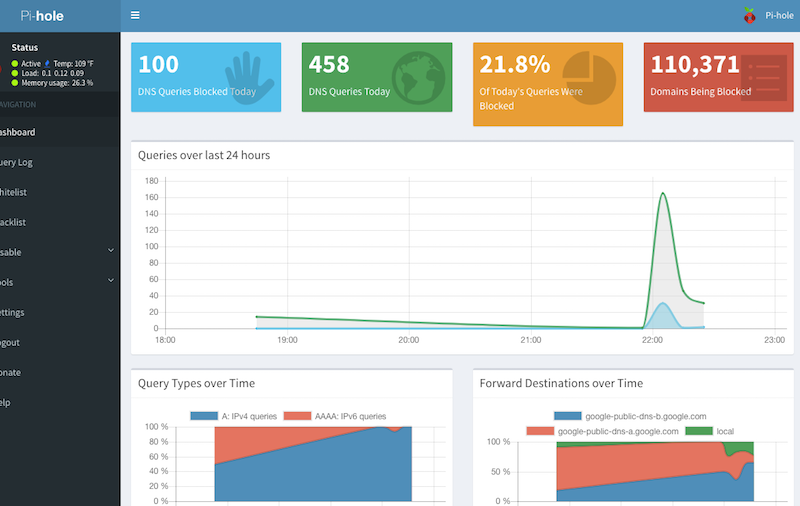 Pi-hole
Pi-hole
Status
Active Temp: 109 °F
Load: 0.1 0.12 0.09
Memory usage: 26.3 %
AVIGATION
ashboard
uery Log
hitelist
acklist
sable
ols
ettings
ogout
onate
elp
100
DNS Queries Blocked Today
458
DNS Queries Today
21.8%
Of Today's Queries Were
Blocked
110,371
Domains Being Blocked
Queries over last 24 hours
180
160
140
120
100
80
60
40
20
0
18:00 19:00 20:00 21:00 22:00 23:00
Query Types over Time
A: IPv4 queries AAAA: IPv6 queries
100 %
80 %
60 %
40 %
20 %
0 %
Forward Destinations over Time
google-public-dns-b.google.com
google-public-dns-a.google.com local
100 %
50 %
0 %